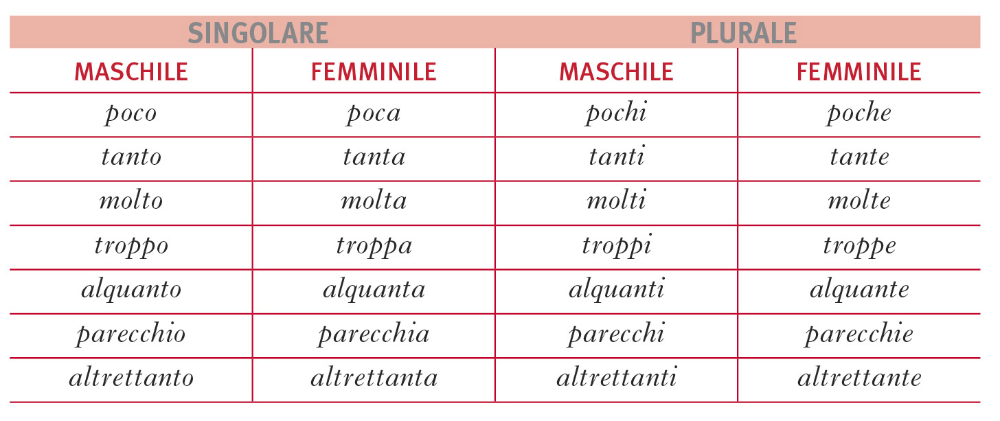 SINGOLARE PLURALE
MASCHILE FEMMINILE MASCHILE FEMMINILE
poco poca pochi poche
tanto tanta tanti tante
molto molta molti molte
troppo troppa troppi troppe
alquanto alquanta alquanti alquante
parecchio parecchia parecchi parecchie
altrettanto altrettanta altrettanti altrettante